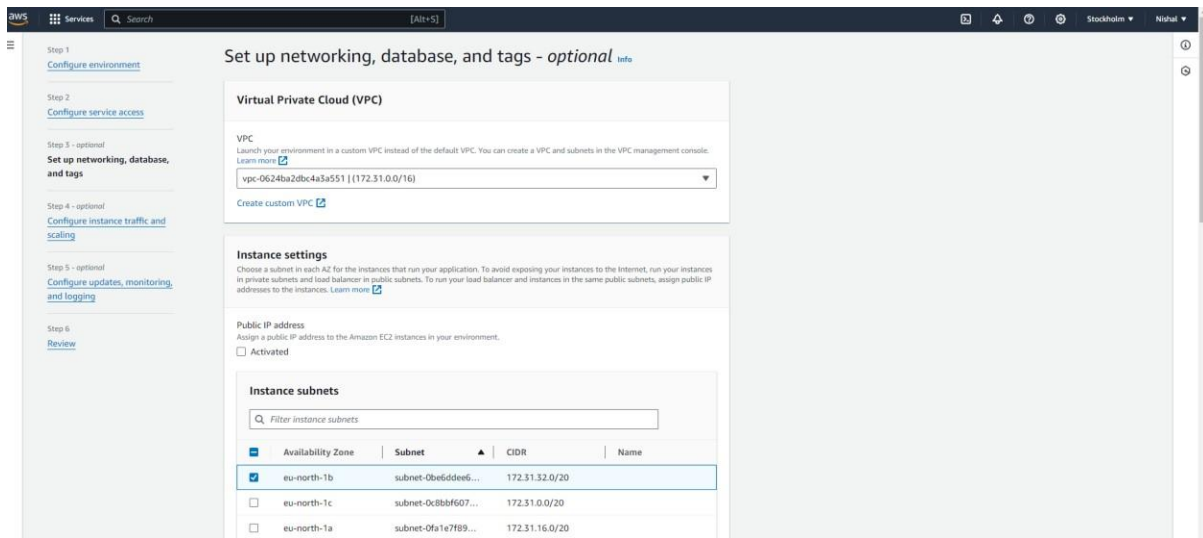 aws
Services
Search
[Alt+S]
Stockholm
Nishal
Step 1
Configure environment
Step 2
Configure service access
Step 3 - optional
Set up networking, database,
and tags
Step 4 - optional
Configure instance traffic and
scaling
Step 5 - optional
Configure updates, monitoring,
and logging
Step 6
Review
Set up networking, database, and tags - optional Info
Virtual Private Cloud (VPC)
VPC
Launch your environment in a custom VPC instead of the default VPC. You can create a VPC and subnets in the VPC management console.
Learn more
vpc-0624ba2dbc4a3a551 | (172.31.0.0/16)
Create custom VPC
Instance settings
Choose a subnet in each AZ for the instances that run your application. To avoid exposing your instances to the Internet, run your instances
in private subnets and load balancer in public subnets. To run your load balancer and instances in the same public subnets, assign public IP
addresses to the instances. Learn more
Public IP address
Assign a public IP address to the Amazon EC2 instances in your environment.
Activated
Instance subnets
Filter instance subnets
Availability Zone Subnet CIDR Name
eu-north-1b subnet-0be6ddee6... 172.31.32.0/20
eu-north-1c subnet-0c8bbf607... 172.31.0.0/20
eu-north-1a subnet-0fa1e7f89... 172.31.16.0/20